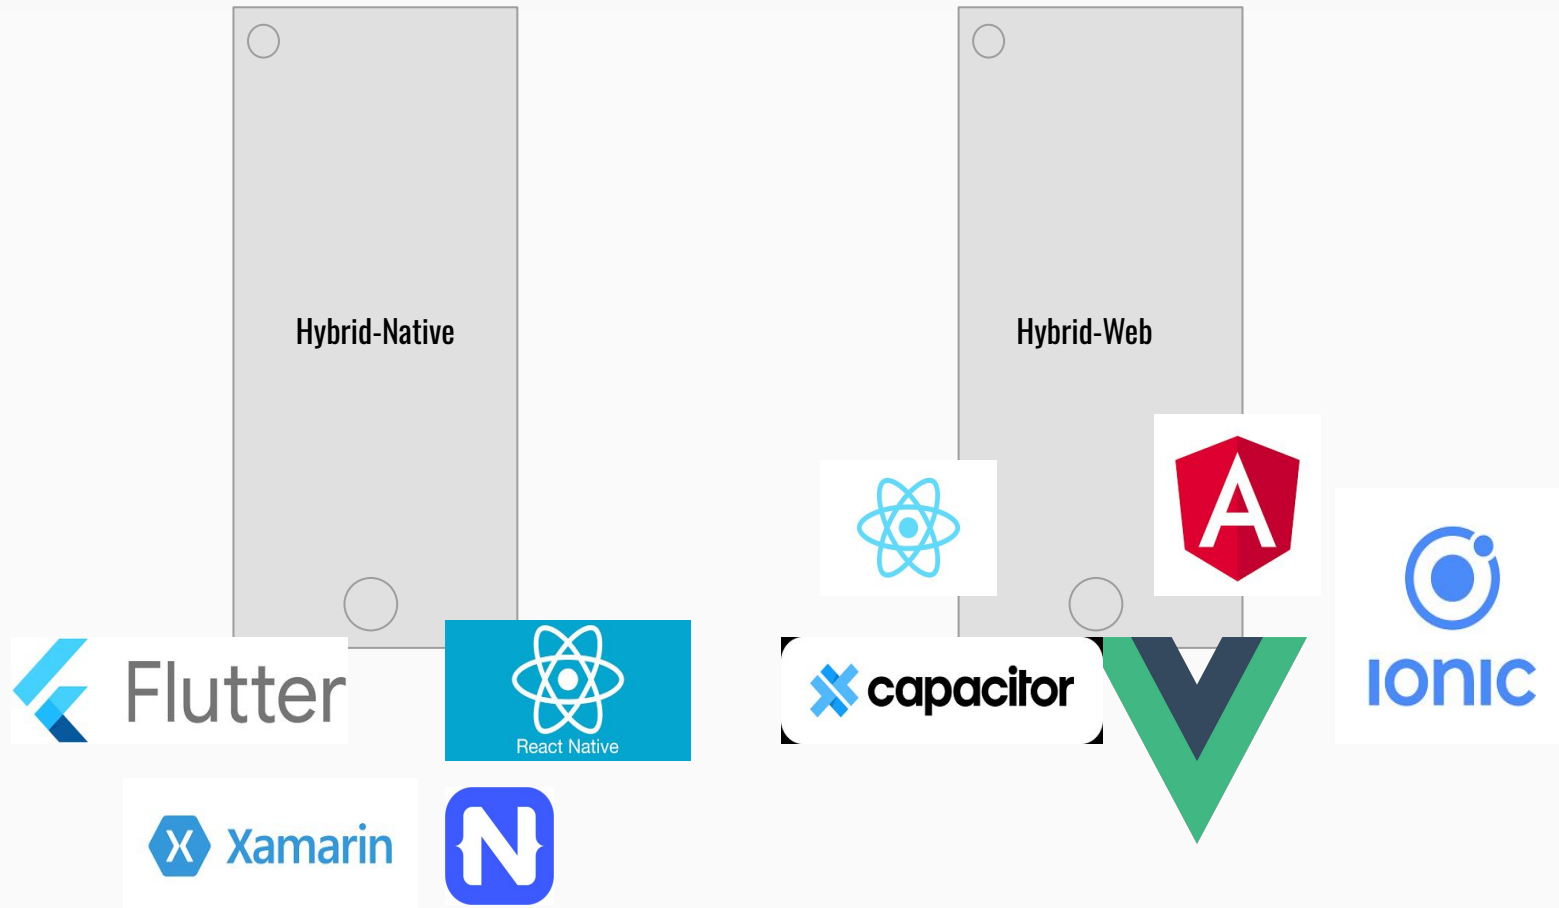 Hybrid-Native
Flutter
React Native
Xamarin
N
Hybrid-Web
A
capacitor
IONIC